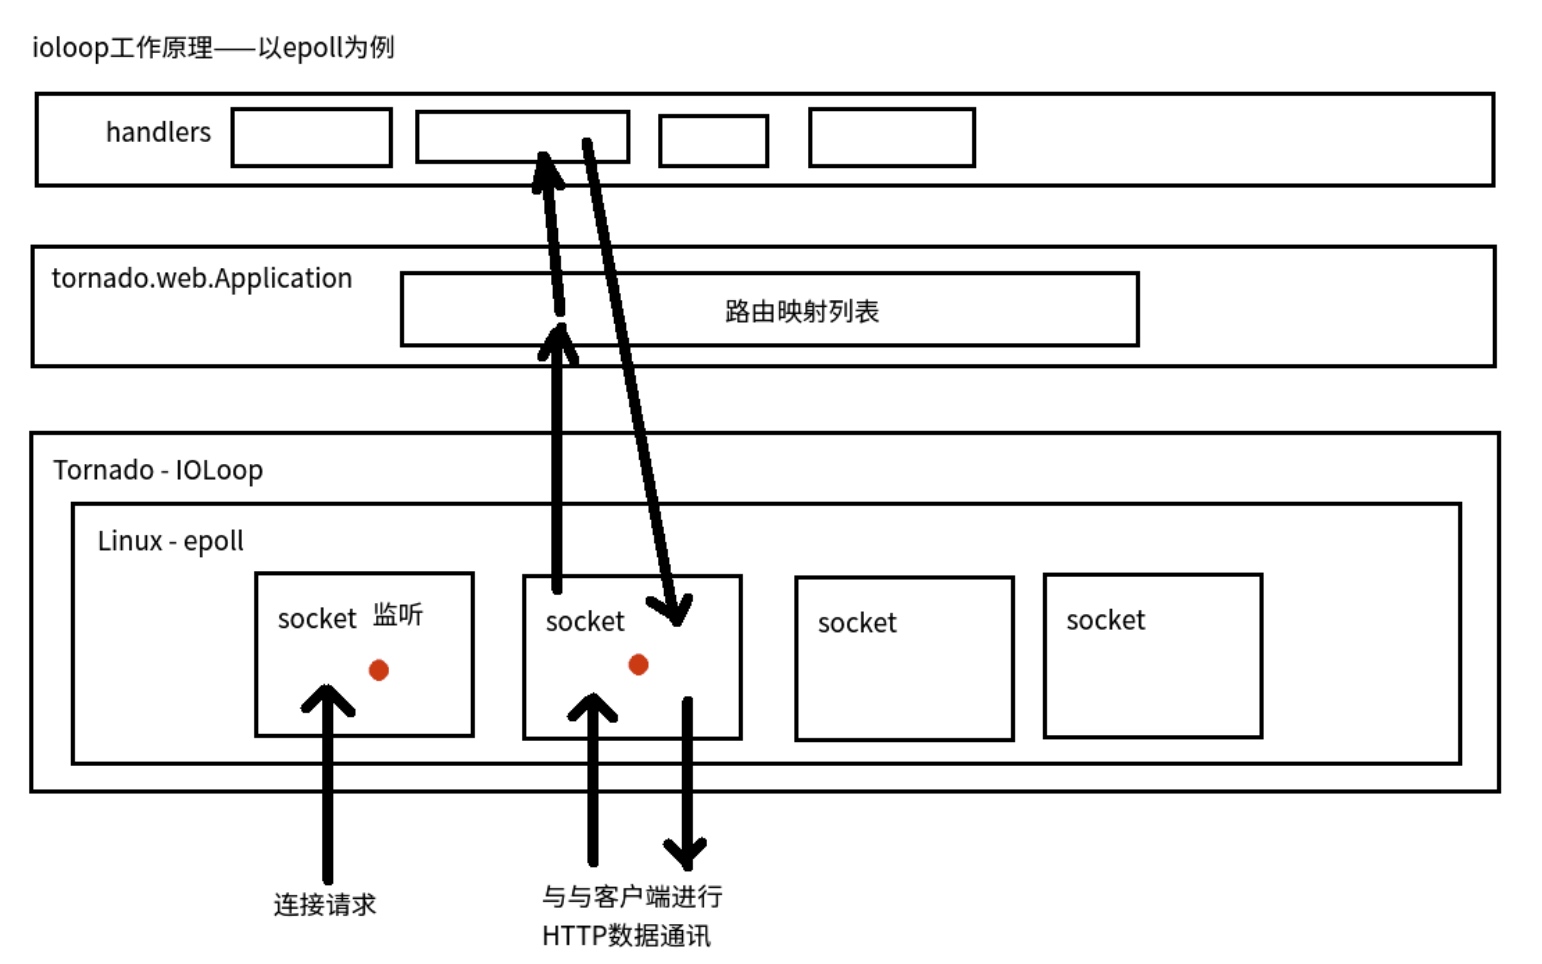 ioloop工作原理——以epoll为例
handlers
tornado.web.Application
路由映射列表
Tornado - IOLoop
Linux - epoll
socket 监听
socket
socket
socket
连接请求
与与客户端进行
HTTP数据通讯